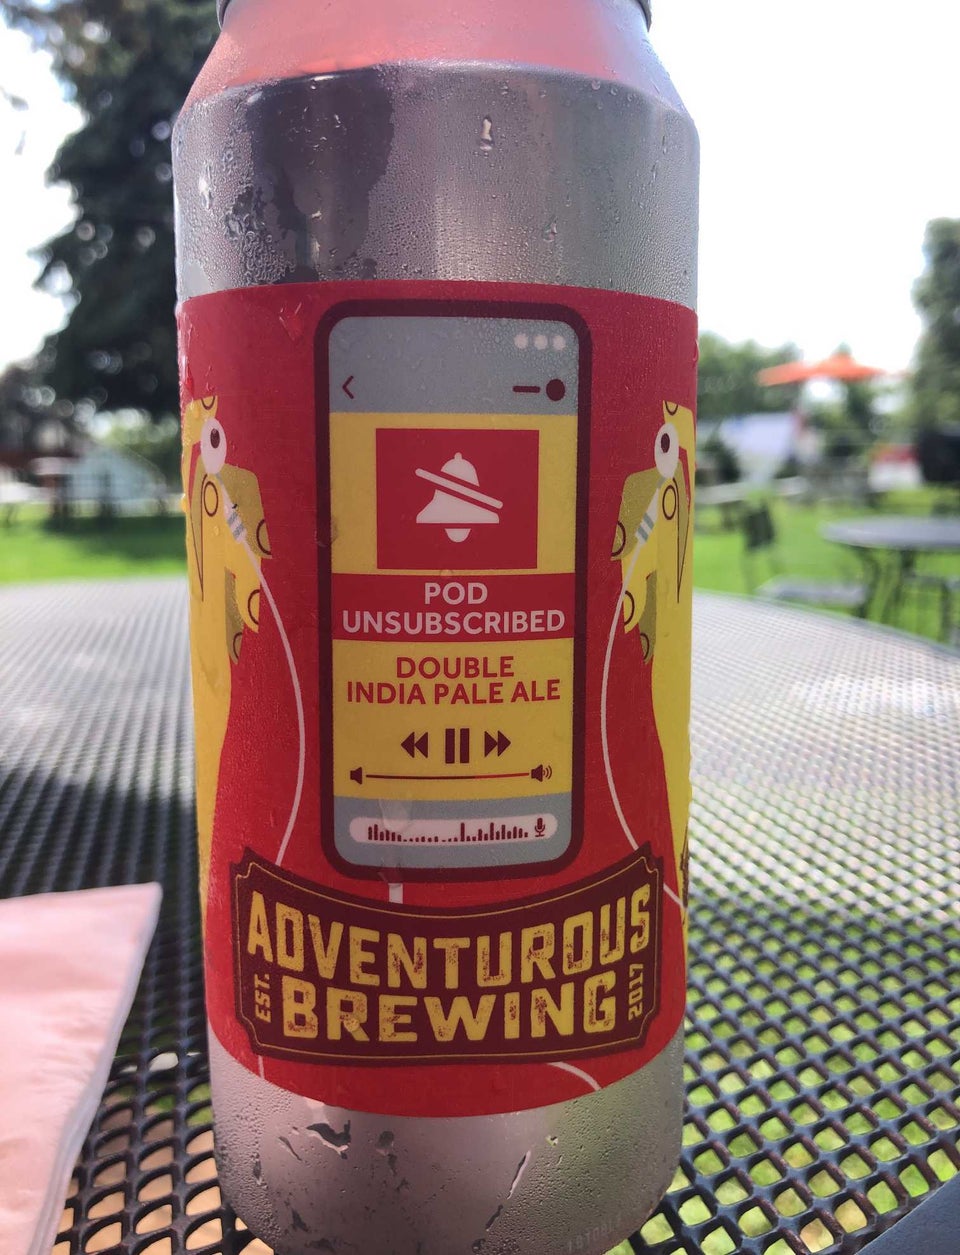 POD
UNSUBSCRIBED
DOUBLE
INDIA PALE ALE
ADVENTUROUS
EST. BREWING 2017